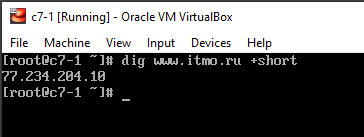 c7-1 [Running] - Oracle VM VirtualBox
File Machine View Input Devices Help
[root@c7-1 ]# dig www.itmo.ru +short
77.234.204.10
[root@c7-1 ]# _